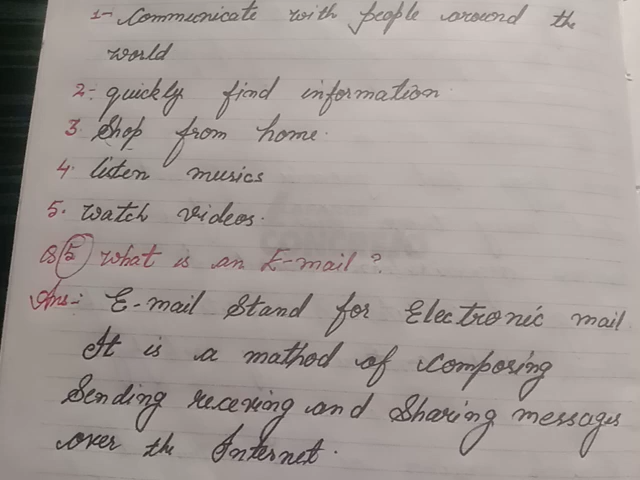 1- Communicate with people around the
world
2- quickly find information.
3 Shop from home.
4. listen musics
5. Watch videos.
Q(5) What is an E-mail ?
Ans:- E-mail Stand for Electronic mail
It is a mathod of composing
Sending receving and Sharing messages
over the Internet.